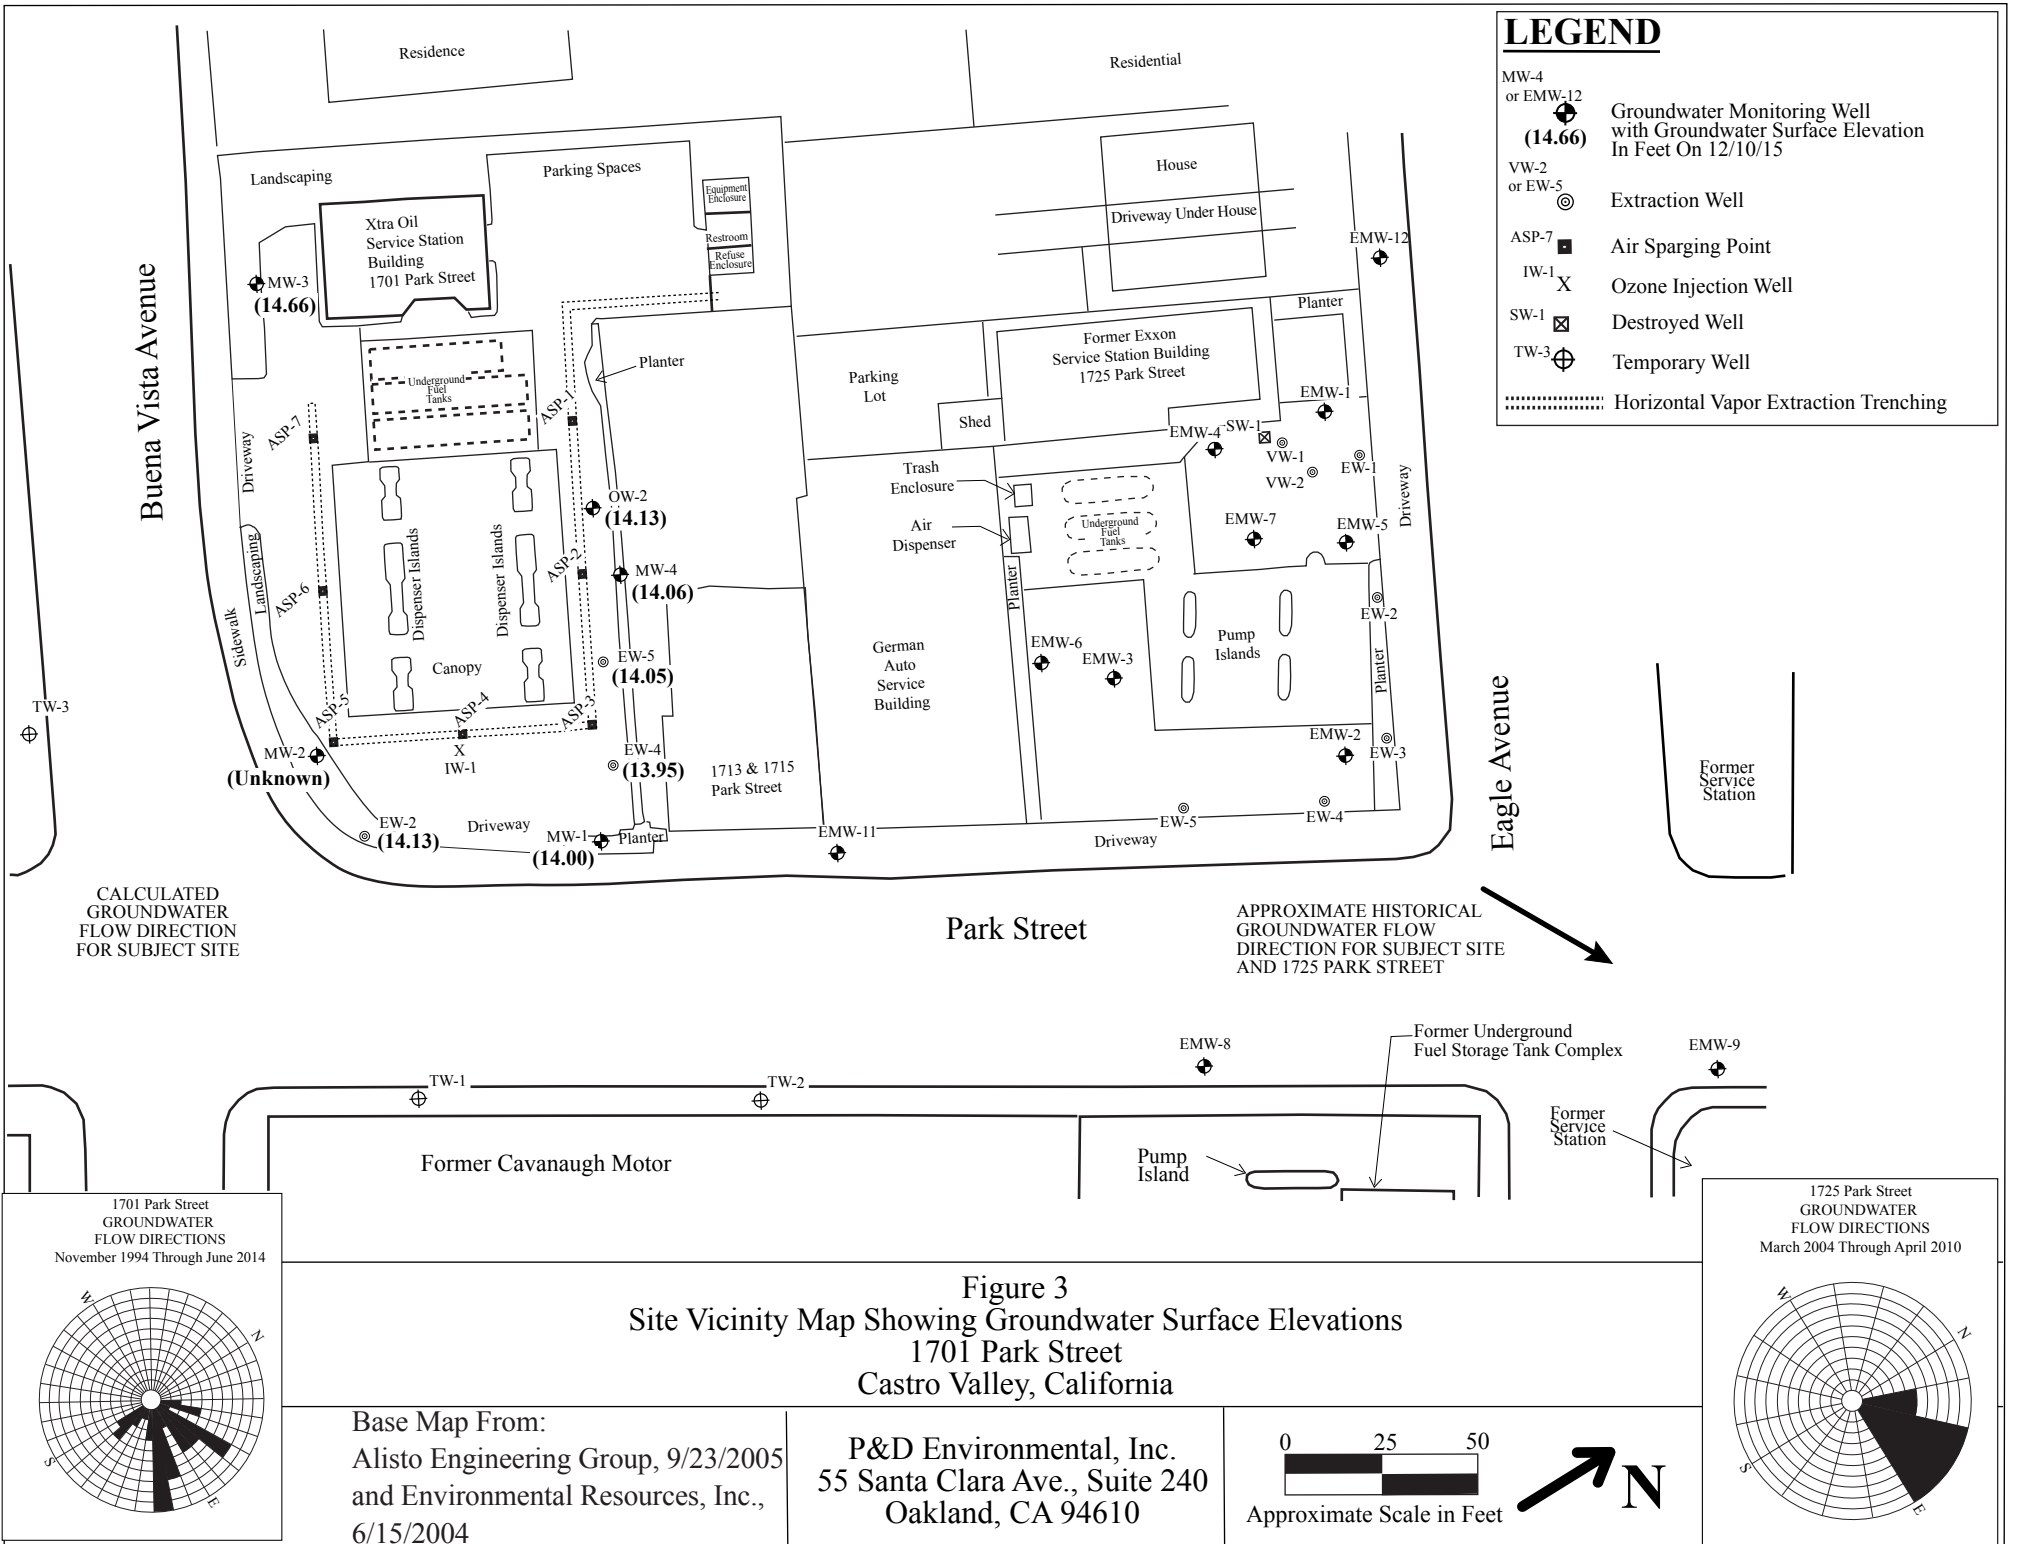 LEGEND
MW-4
or EMW-12
(14.66)
Groundwater Monitoring Well
with Groundwater Surface Elevation
In Feet On 12/10/15
VW-2
or EW-5
Extraction Well
ASP-7
Air Sparging Point
IW-1
X
Ozone Injection Well
SW-1
Destroyed Well
TW-3
Temporary Well
Horizontal Vapor Extraction Trenching
Residence
Residential
Landscaping
Parking Spaces
Equipment
Enclosure
Restroom
Refuse
Enclosure
Xtra Oil
Service Station
Building
1701 Park Street
MW-3
(14.66)
Buena Vista Avenue
House
Driveway Under House
EMW-12
Planter
Former Exxon
Service Station Building
1725 Park Street
Parking
Lot
Shed
Planter
Underground
Fuel
Tanks
ASP-1
ASP-7
Driveway
EMW-1
EMW-4
SW-1
VW-1
VW-2
EW-1
Driveway
Trash
Enclosure
Air
Dispenser
Underground
Fuel
Tanks
EMW-7
EMW-5
OW-2
(14.13)
ASP-2
MW-4
(14.06)
Dispenser Islands
Dispenser Islands
Landscaping
ASP-6
Sidewalk
Planter
EW-2
Planter
Pump
Islands
EMW-6
EMW-3
German
Auto
Service
Building
EW-5
(14.05)
Canopy
ASP-5
ASP-4
ASP-3
TW-3
MW-2
(Unknown)
X
IW-1
EW-4
(13.95)
1713 & 1715
Park Street
EMW-2
EW-3
Eagle Avenue
Former
Service
Station
EW-2
(14.13)
Driveway
MW-1
(14.00)
Planter
EMW-11
EW-5
EW-4
Driveway
CALCULATED
GROUNDWATER
FLOW DIRECTION
FOR SUBJECT SITE
Park Street
APPROXIMATE HISTORICAL
GROUNDWATER FLOW
DIRECTION FOR SUBJECT SITE
AND 1725 PARK STREET
EMW-8
Former Underground
Fuel Storage Tank Complex
EMW-9
TW-1
TW-2
Former
Service
Station
Former Cavanaugh Motor
Pump
Island
1701 Park Street
GROUNDWATER
FLOW DIRECTIONS
November 1994 Through June 2014
W
N
S
E
1725 Park Street
GROUNDWATER
FLOW DIRECTIONS
March 2004 Through April 2010
W
N
S
E
Figure 3
Site Vicinity Map Showing Groundwater Surface Elevations
1701 Park Street
Castro Valley, California
Base Map From:
Alisto Engineering Group, 9/23/2005
and Environmental Resources, Inc.,
6/15/2004
P&D Environmental, Inc.
55 Santa Clara Ave., Suite 240
Oakland, CA 94610
0 25 50
Approximate Scale in Feet
N